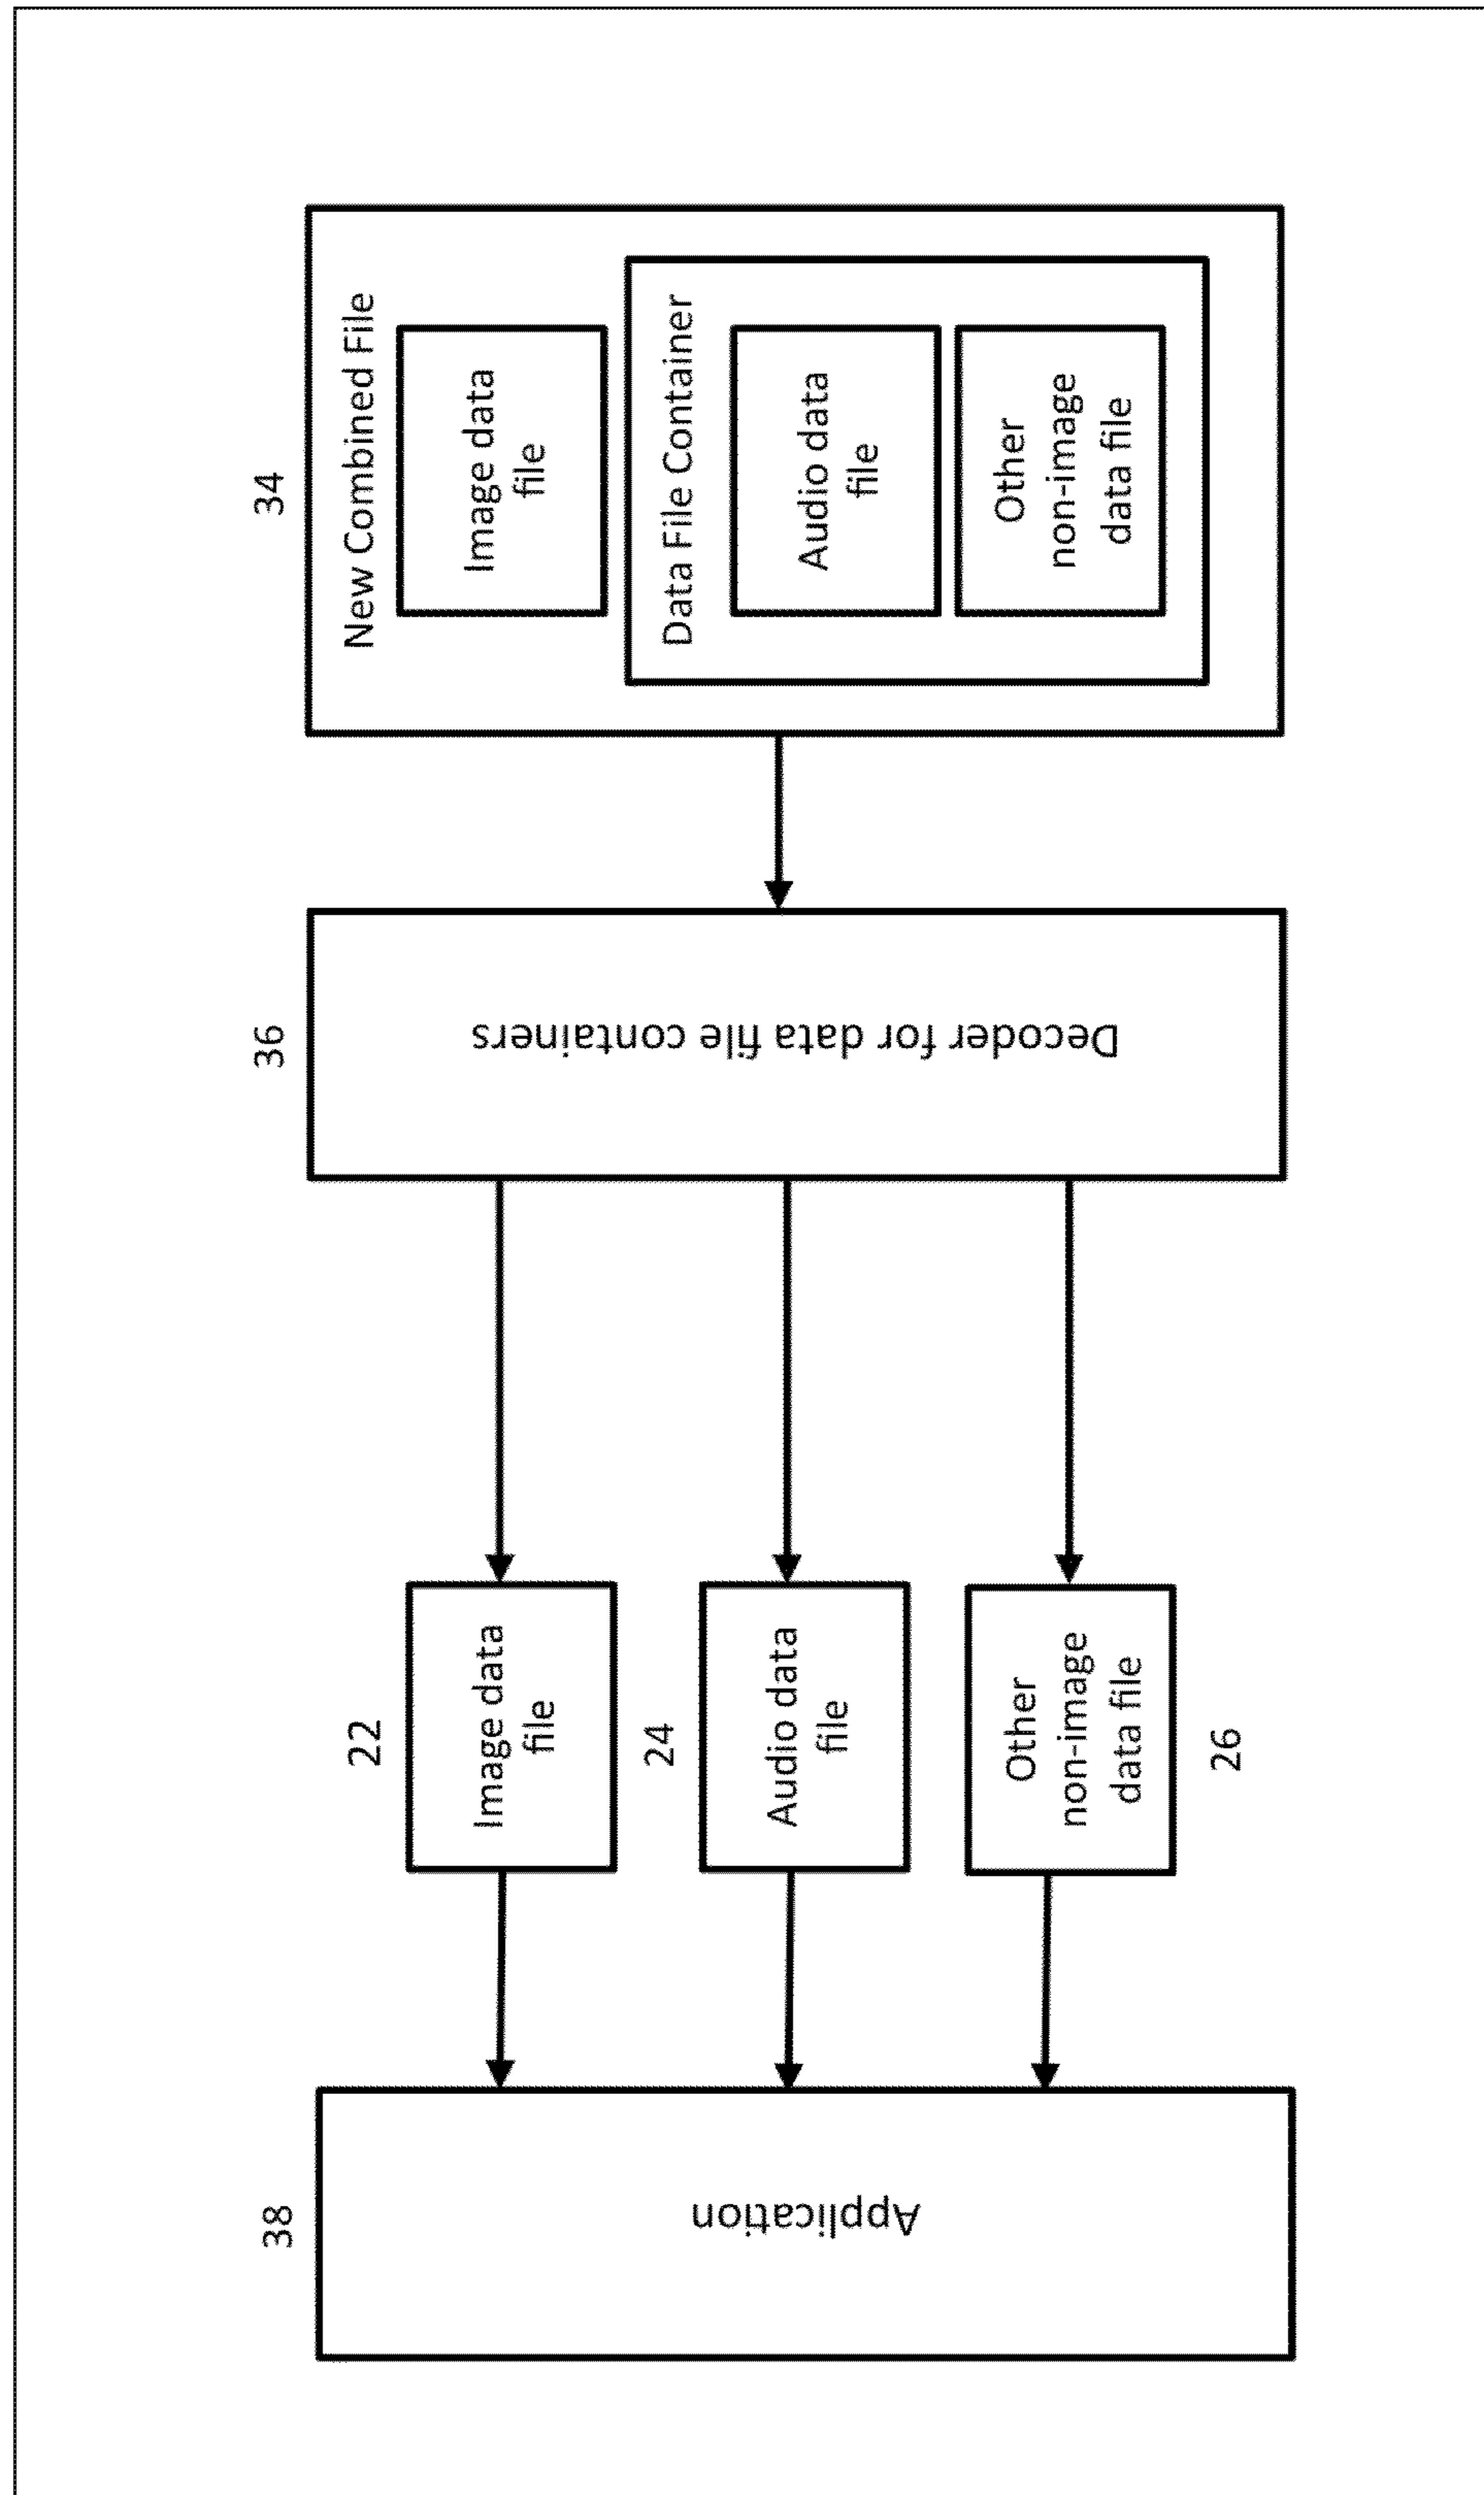 34
New Combined File
Image data
file
Data File Container
Audio data
file
Other
non-image
data file
36
Decoder for data file containers
22
Image data
file
24
Audio data
file
Other
non-image
data file
26
38
Application